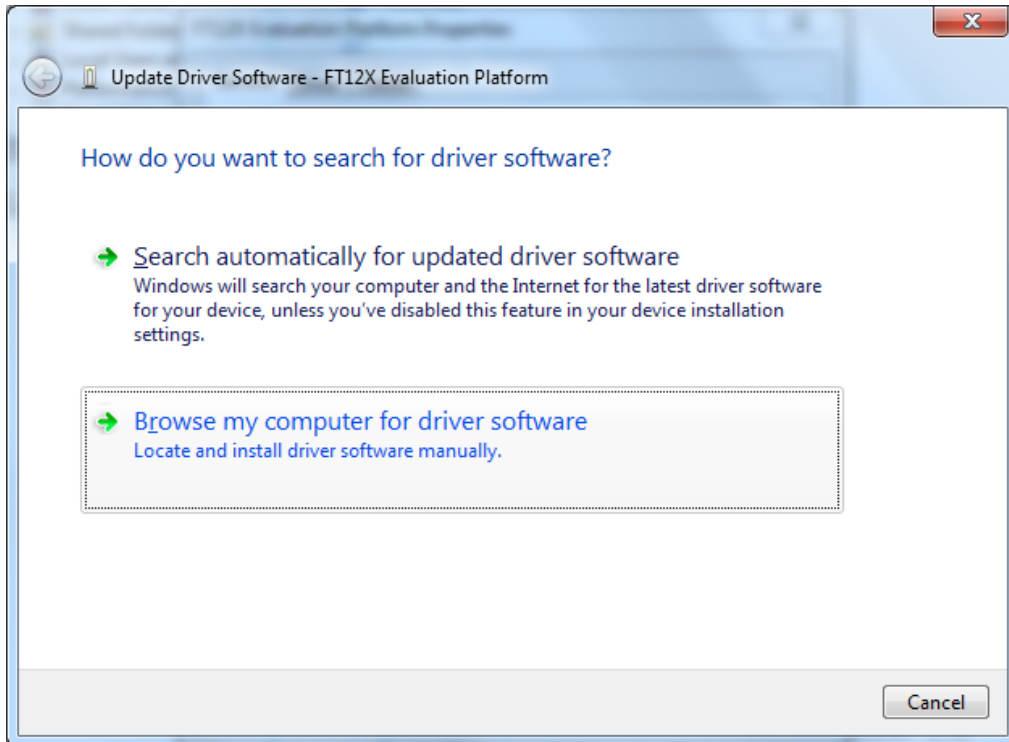 Update Driver Software - FT12X Evaluation Platform
How do you want to search for driver software?
Search automatically for updated driver software
Windows will search your computer and the Internet for the latest driver software
for your device, unless you've disabled this feature in your device installation
settings.
Browse my computer for driver software
Locate and install driver software manually.
Cancel